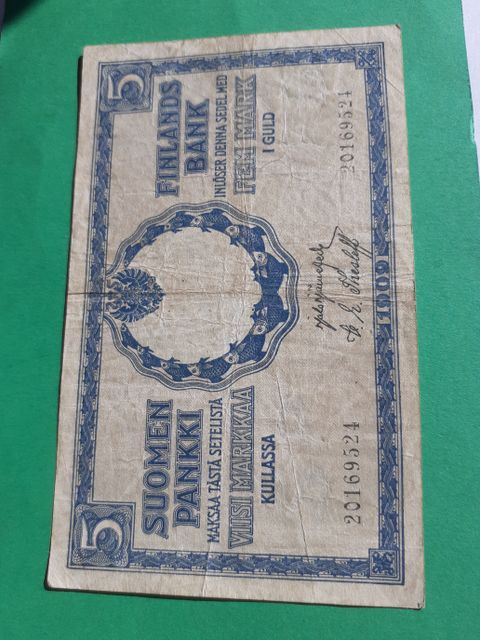 5
5
SUOMEN
PANKKI
MAKSAA TÄSTÄ SETELISTÄ
VIISI MARKKAA
KULLASSA
20169524
FINLANDS
BANK
INLÖSER DENNA SEDEL MED
FEM MARK
I GULD
20169524
1909